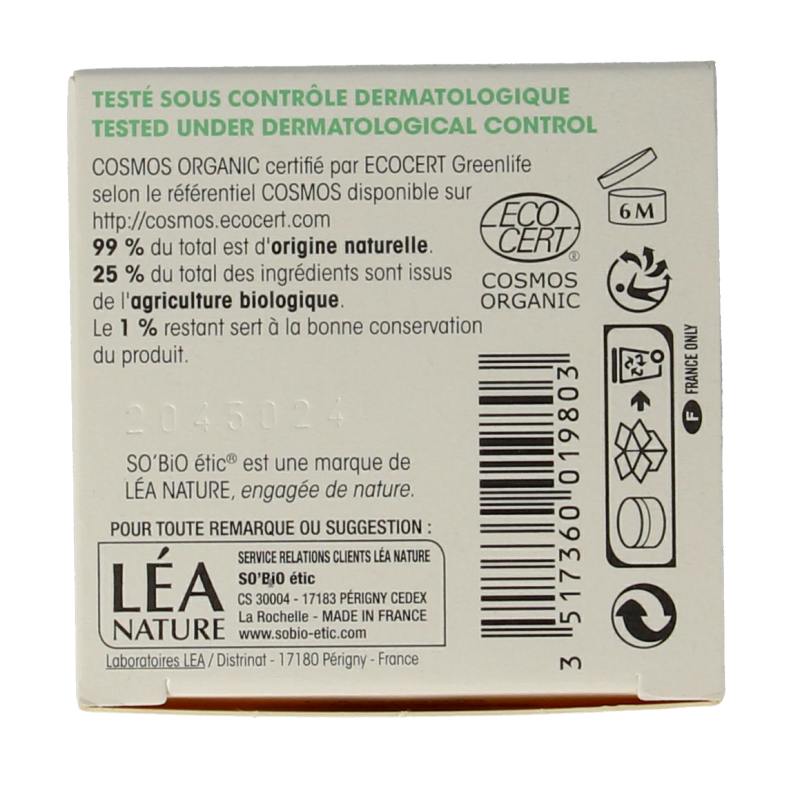 TESTÉ SOUS CONTRÔLE DERMATOLOGIQUE
TESTED UNDER DERMATOLOGICAL CONTROL
COSMOS ORGANIC certifié par ECOCERT Greenlife
selon le référentiel COSMOS disponible sur
http://cosmos.ecocert.com
99 % du total est d'origine naturelle.
25 % du total des ingrédients sont issus
de l'agriculture biologique.
Le 1 % restant sert à la bonne conservation
du produit.
6 M
ECO
CERT®
COSMOS
ORGANIC
F FRANCE ONLY
2045024
SO'BiO étic® est une marque de
LÉA NATURE, engagée de nature.
POUR TOUTE REMARQUE OU SUGGESTION :
LÉA
NATURE
SERVICE RELATIONS CLIENTS LÉA NATURE
SO'BiO étic
CS 30004 - 17183 PÉRIGNY CEDEX
La Rochelle - MADE IN FRANCE
www.sobio-etic.com
Laboratoires LEA / Distrinat - 17180 Périgny - France
3 517360 019803